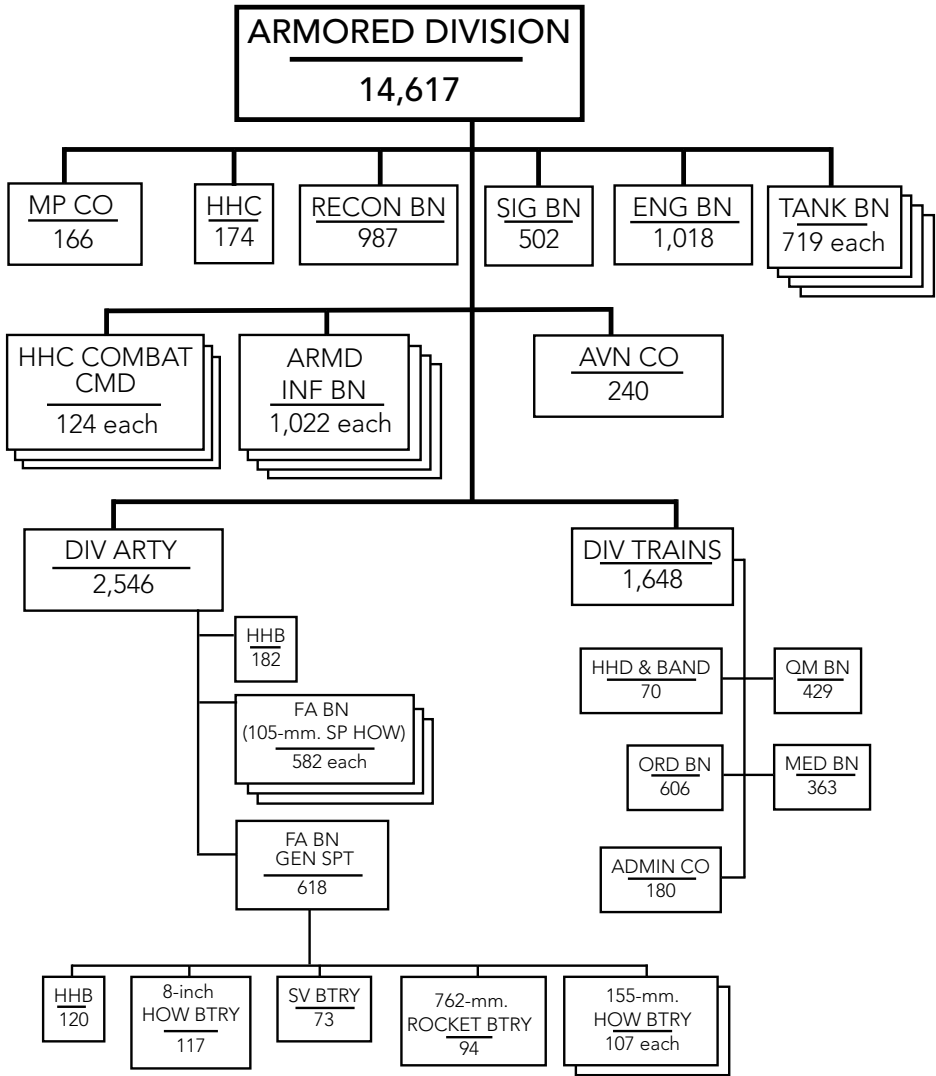 ARMORED DIVISION
14,617
MP CO
166
HHC
174
RECON BN
987
SIG BN
502
ENG BN
1,018
TANK BN
719 each
HHC COMBAT
CMD
124 each
ARMD
INF BN
1,022 each
AVN CO
240
DIV ARTY
2,546
HHB
182
FA BN
(105-mm. SP HOW)
582 each
FA BN
GEN SPT
618
HHB
120
8-inch
HOW BTRY
117
SV BTRY
73
762-mm.
ROCKET BTRY
94
155-mm.
HOW BTRY
107 each
DIV TRAINS
1,648
HHD & BAND
70
QM BN
429
ORD BN
606
MED BN
363
ADMIN CO
180